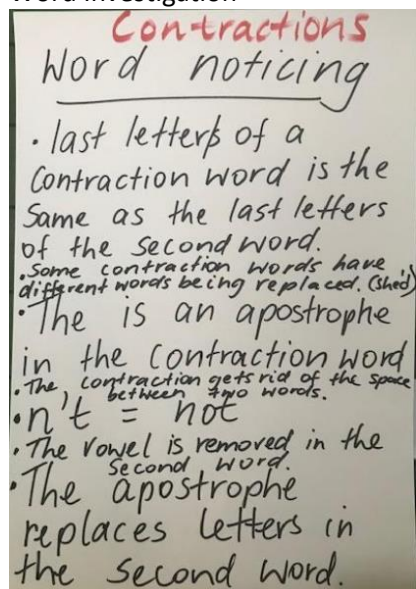 Word Investigation
Contractions
Word noticing
• last letters of a
Contraction word is the
Same as the last letters
of the second word.
• Some contraction words have
different words being replaced. (she'd)
• The is an apostrophe
in the contraction word
• The contraction gets rid of the space
between two words.
• n't = not
• The vowel is removed in the
second word.
• The apostrophe
replaces letters in
the second word.